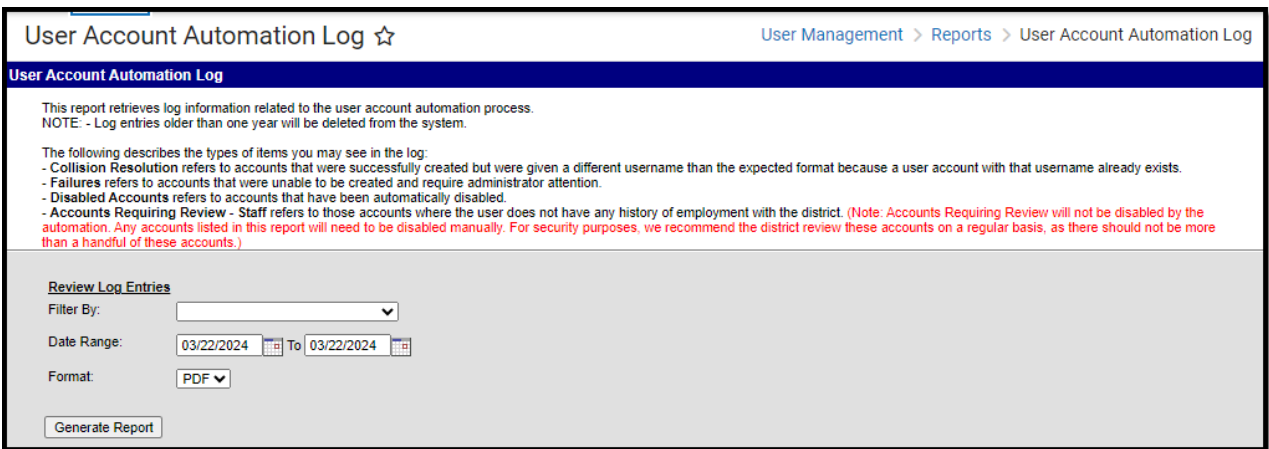 User Account Automation Log
User Management > Reports > User Account Automation Log
User Account Automation Log
This report retrieves log information related to the user account automation process.
NOTE: - Log entries older than one year will be deleted from the system.
The following describes the types of items you may see in the log:
- Collision Resolution refers to accounts that were successfully created but were given a different username than the expected format because a user account with that username already exists.
- Failures refers to accounts that were unable to be created and require administrator attention.
- Disabled Accounts refers to accounts that have been automatically disabled.
- Accounts Requiring Review - Staff refers to those accounts where the user does not have any history of employment with the district. (Note: Accounts Requiring Review will not be disabled by the
automation. Any accounts listed in this report will need to be disabled manually. For security purposes, we recommend the district review these accounts on a regular basis, as there should not be more
than a handful of these accounts.)
Review Log Entries
Filter By:
Date Range: 03/22/2024 To 03/22/2024
Format: PDF
Generate Report